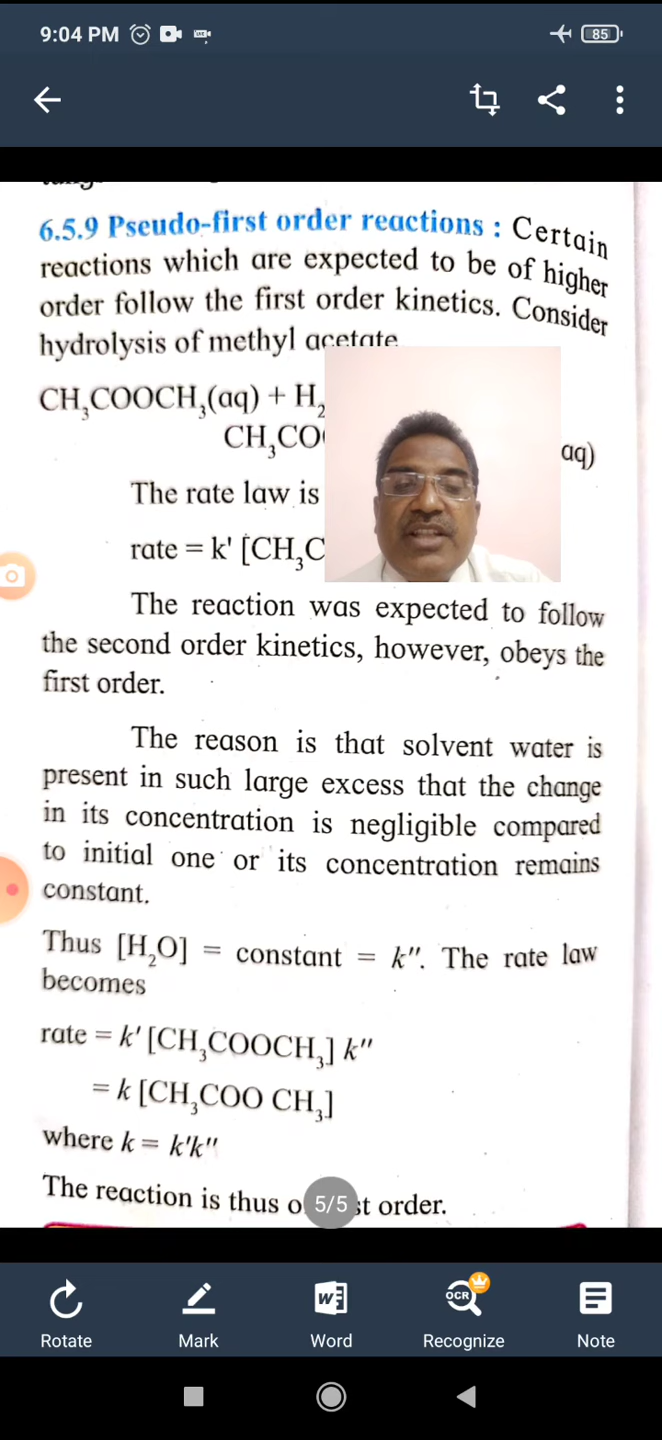 9:04 PM
85
6.5.9 Pseudo-first order reactions : Certain
reactions which are expected to be of higher
order follow the first order kinetics. Consider
hydrolysis of methyl acetate
CH₃COOCH₃(aq) + H₂
CH₃CO
aq)
The rate law is
rate = k' [CH₃C
The reaction was expected to follow
the second order kinetics, however, obeys the
first order.
The reason is that solvent water is
present in such large excess that the change
in its concentration is negligible compared
to initial one or its concentration remains
constant.
Thus [H₂O] = constant = k″. The rate law
becomes
rate = k′ [CH₃COOCH₃] k″
= k [CH₃COO CH₃]
where k = k′k″
The reaction is thus o 5/5 st order.
OCR
Rotate Mark Word Recognize Note